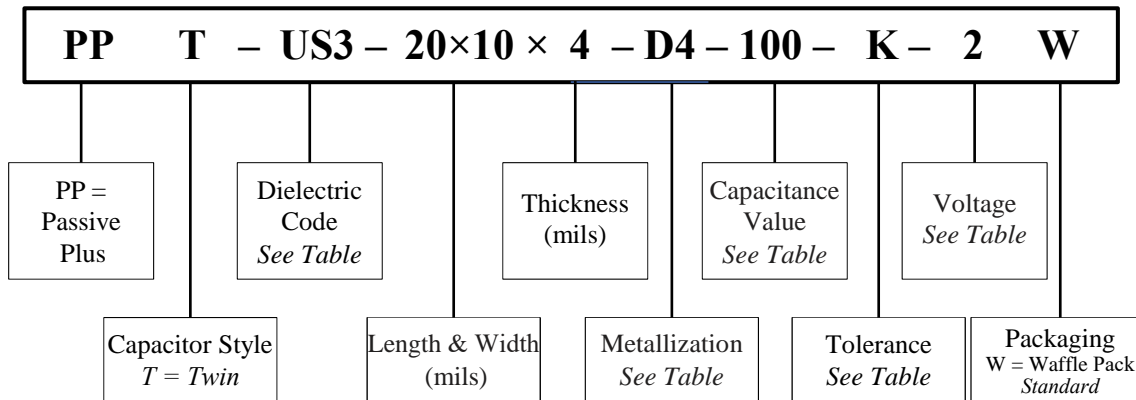 PP T – US3 – 20×10 × 4 – D4 – 100 – K – 2 W
PP =
Passive
Plus
Dielectric
Code
See Table
Thickness
(mils)
Capacitance
Value
See Table
Voltage
See Table
Capacitor Style
T = Twin
Length & Width
(mils)
Metallization
See Table
Tolerance
See Table
Packaging
W = Waffle Pack
Standard